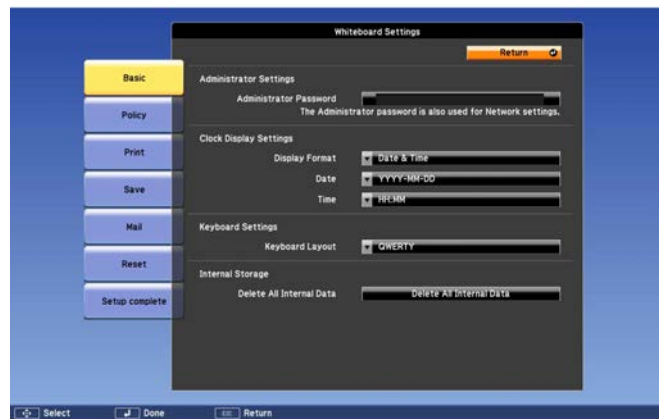 Whiteboard Settings
Return
Basic
Policy
Print
Save
Mail
Reset
Setup complete
Administrator Settings
Administrator Password
The Administrator password is also used for Network settings.
Clock Display Settings
Display Format Date & Time
Date YYYY-MM-DD
Time HH:MM
Keyboard Settings
Keyboard Layout QWERTY
Internal Storage
Delete All Internal Data Delete All Internal Data
Select Done Return